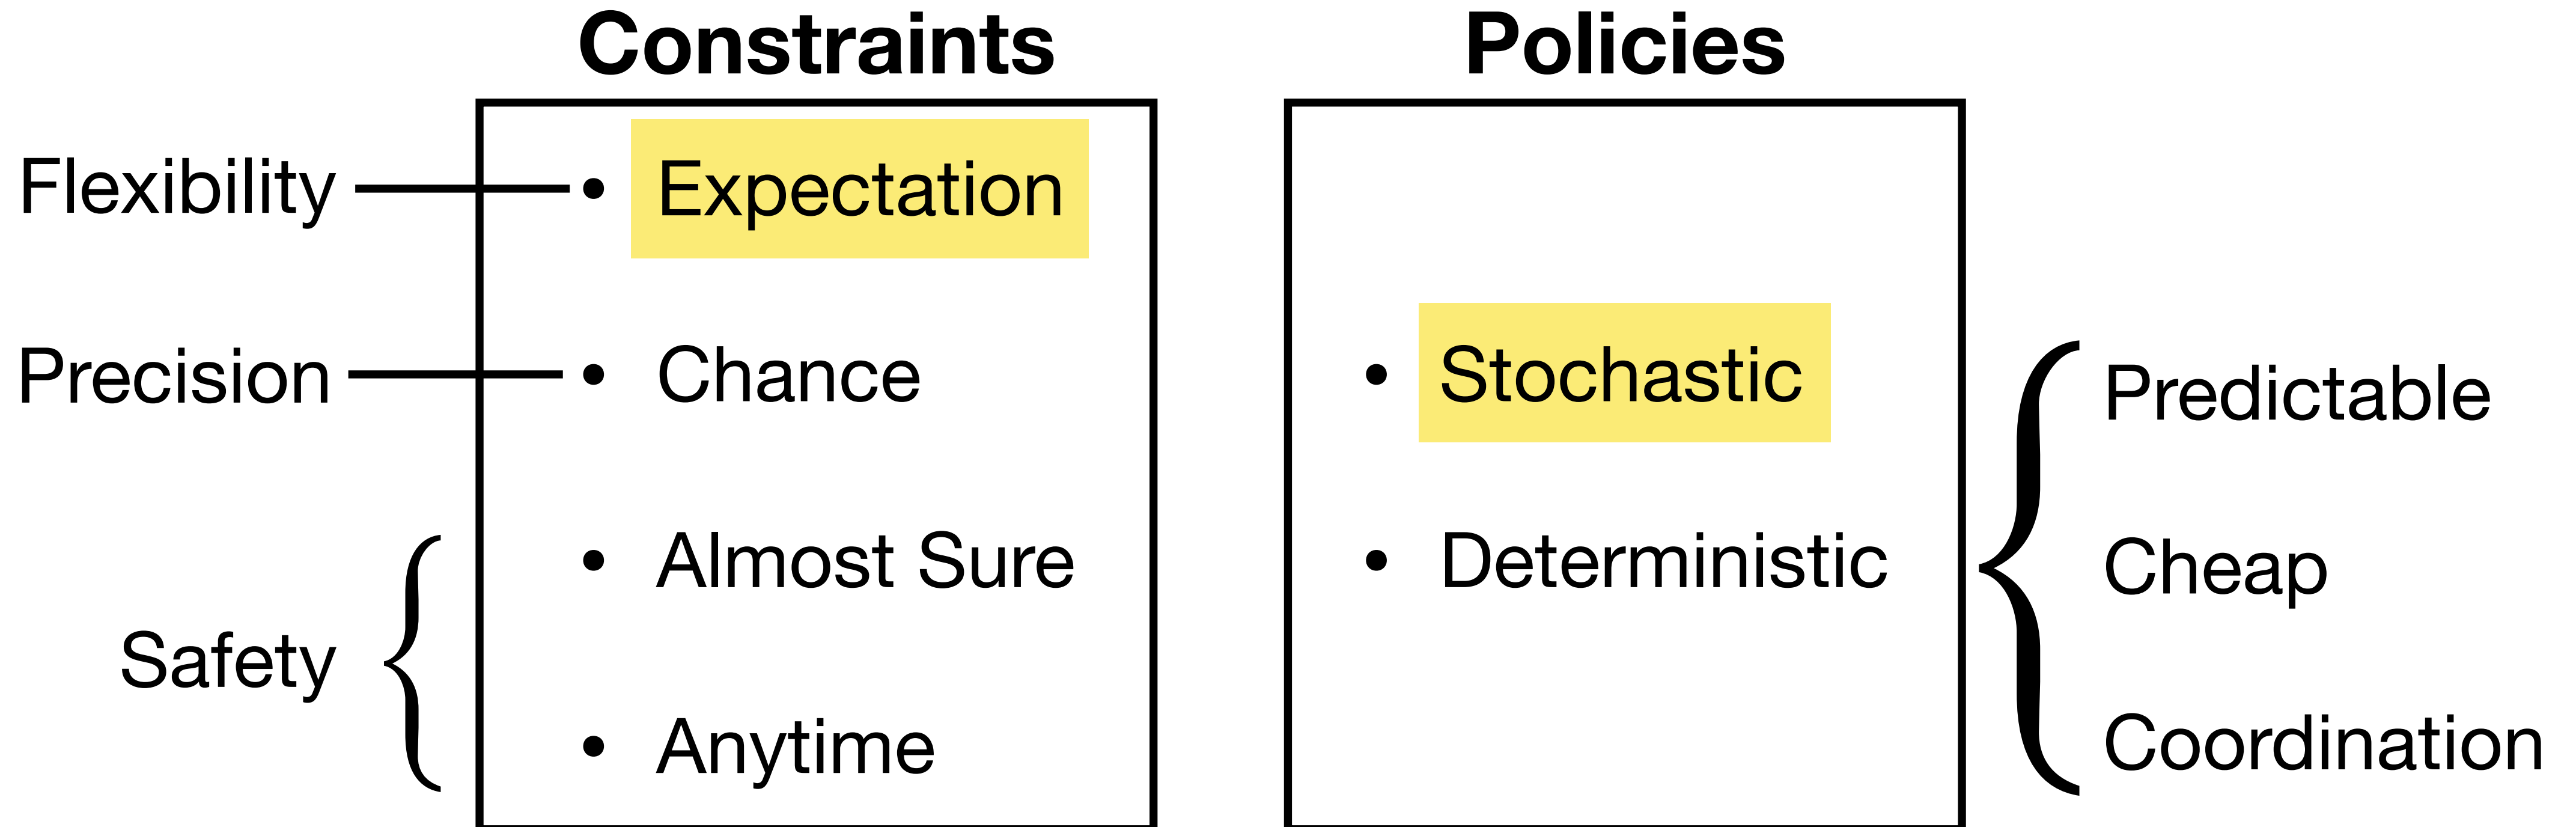 Constraints
Policies
Flexibility
• Expectation
Precision
• Chance
Safety
• Almost Sure
• Anytime
• Stochastic
• Deterministic
Predictable
Cheap
Coordination